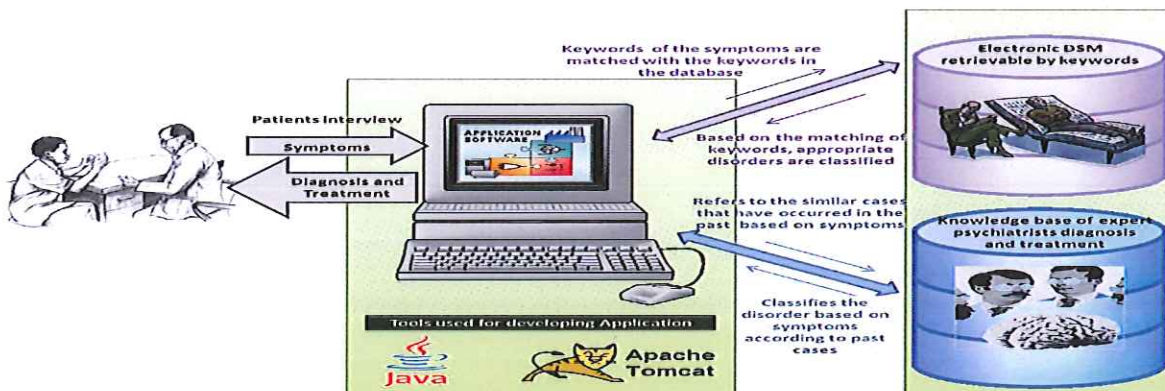 Patients Interview
Symptoms
Diagnosis and
Treatment
APPLICATION
SOFTWARE
Tools used for developing Application
Java
Apache
Tomcat
Keywords of the symptoms are
matched with the keywords in
the database
Based on the matching of
keywords, appropriate
disorders are classified
Refers to the similar cases
that have occurred in the
past based on symptoms
Classifies the
disorder based on
symptoms
according to past
cases
Electronic DSM
retrievable by keywords
Knowledge base of expert
psychiatrists diagnosis
and treatment